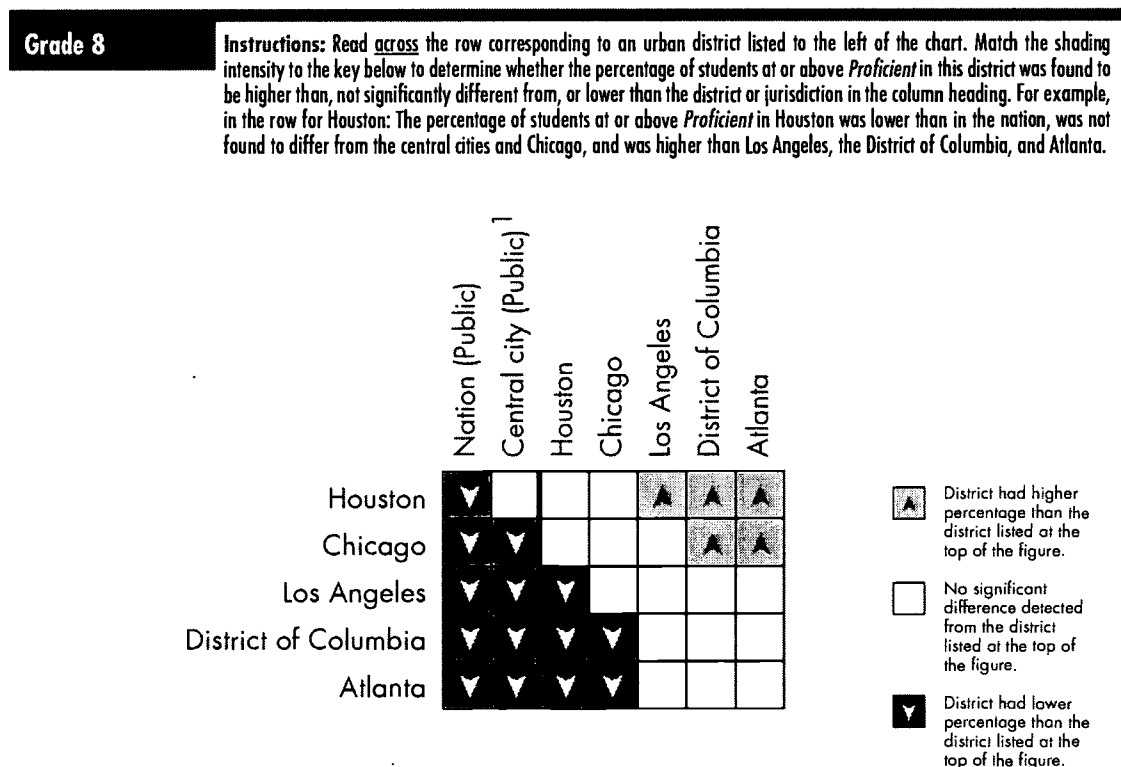 Grade 8
Instructions: Read across the row corresponding to an urban district listed to the left of the chart. Match the shading
intensity to the key below to determine whether the percentage of students at or above Proficient in this district was found to
be higher than, not significantly different from, or lower than the district or jurisdiction in the column heading. For example,
in the row for Houston: The percentage of students at or above Proficient in Houston was lower than in the nation, was not
found to differ from the central cities and Chicago, and was higher than Los Angeles, the District of Columbia, and Atlanta.
Nation (Public)
Central city (Public) 1
Houston
Chicago
Los Angeles
District of Columbia
Atlanta
Houston
Chicago
Los Angeles
District of Columbia
Atlanta
District had higher
percentage than the
district listed at the
top of the figure.
No significant
difference detected
from the district
listed at the top of
the figure.
District had lower
percentage than the
district listed at the
top of the figure.